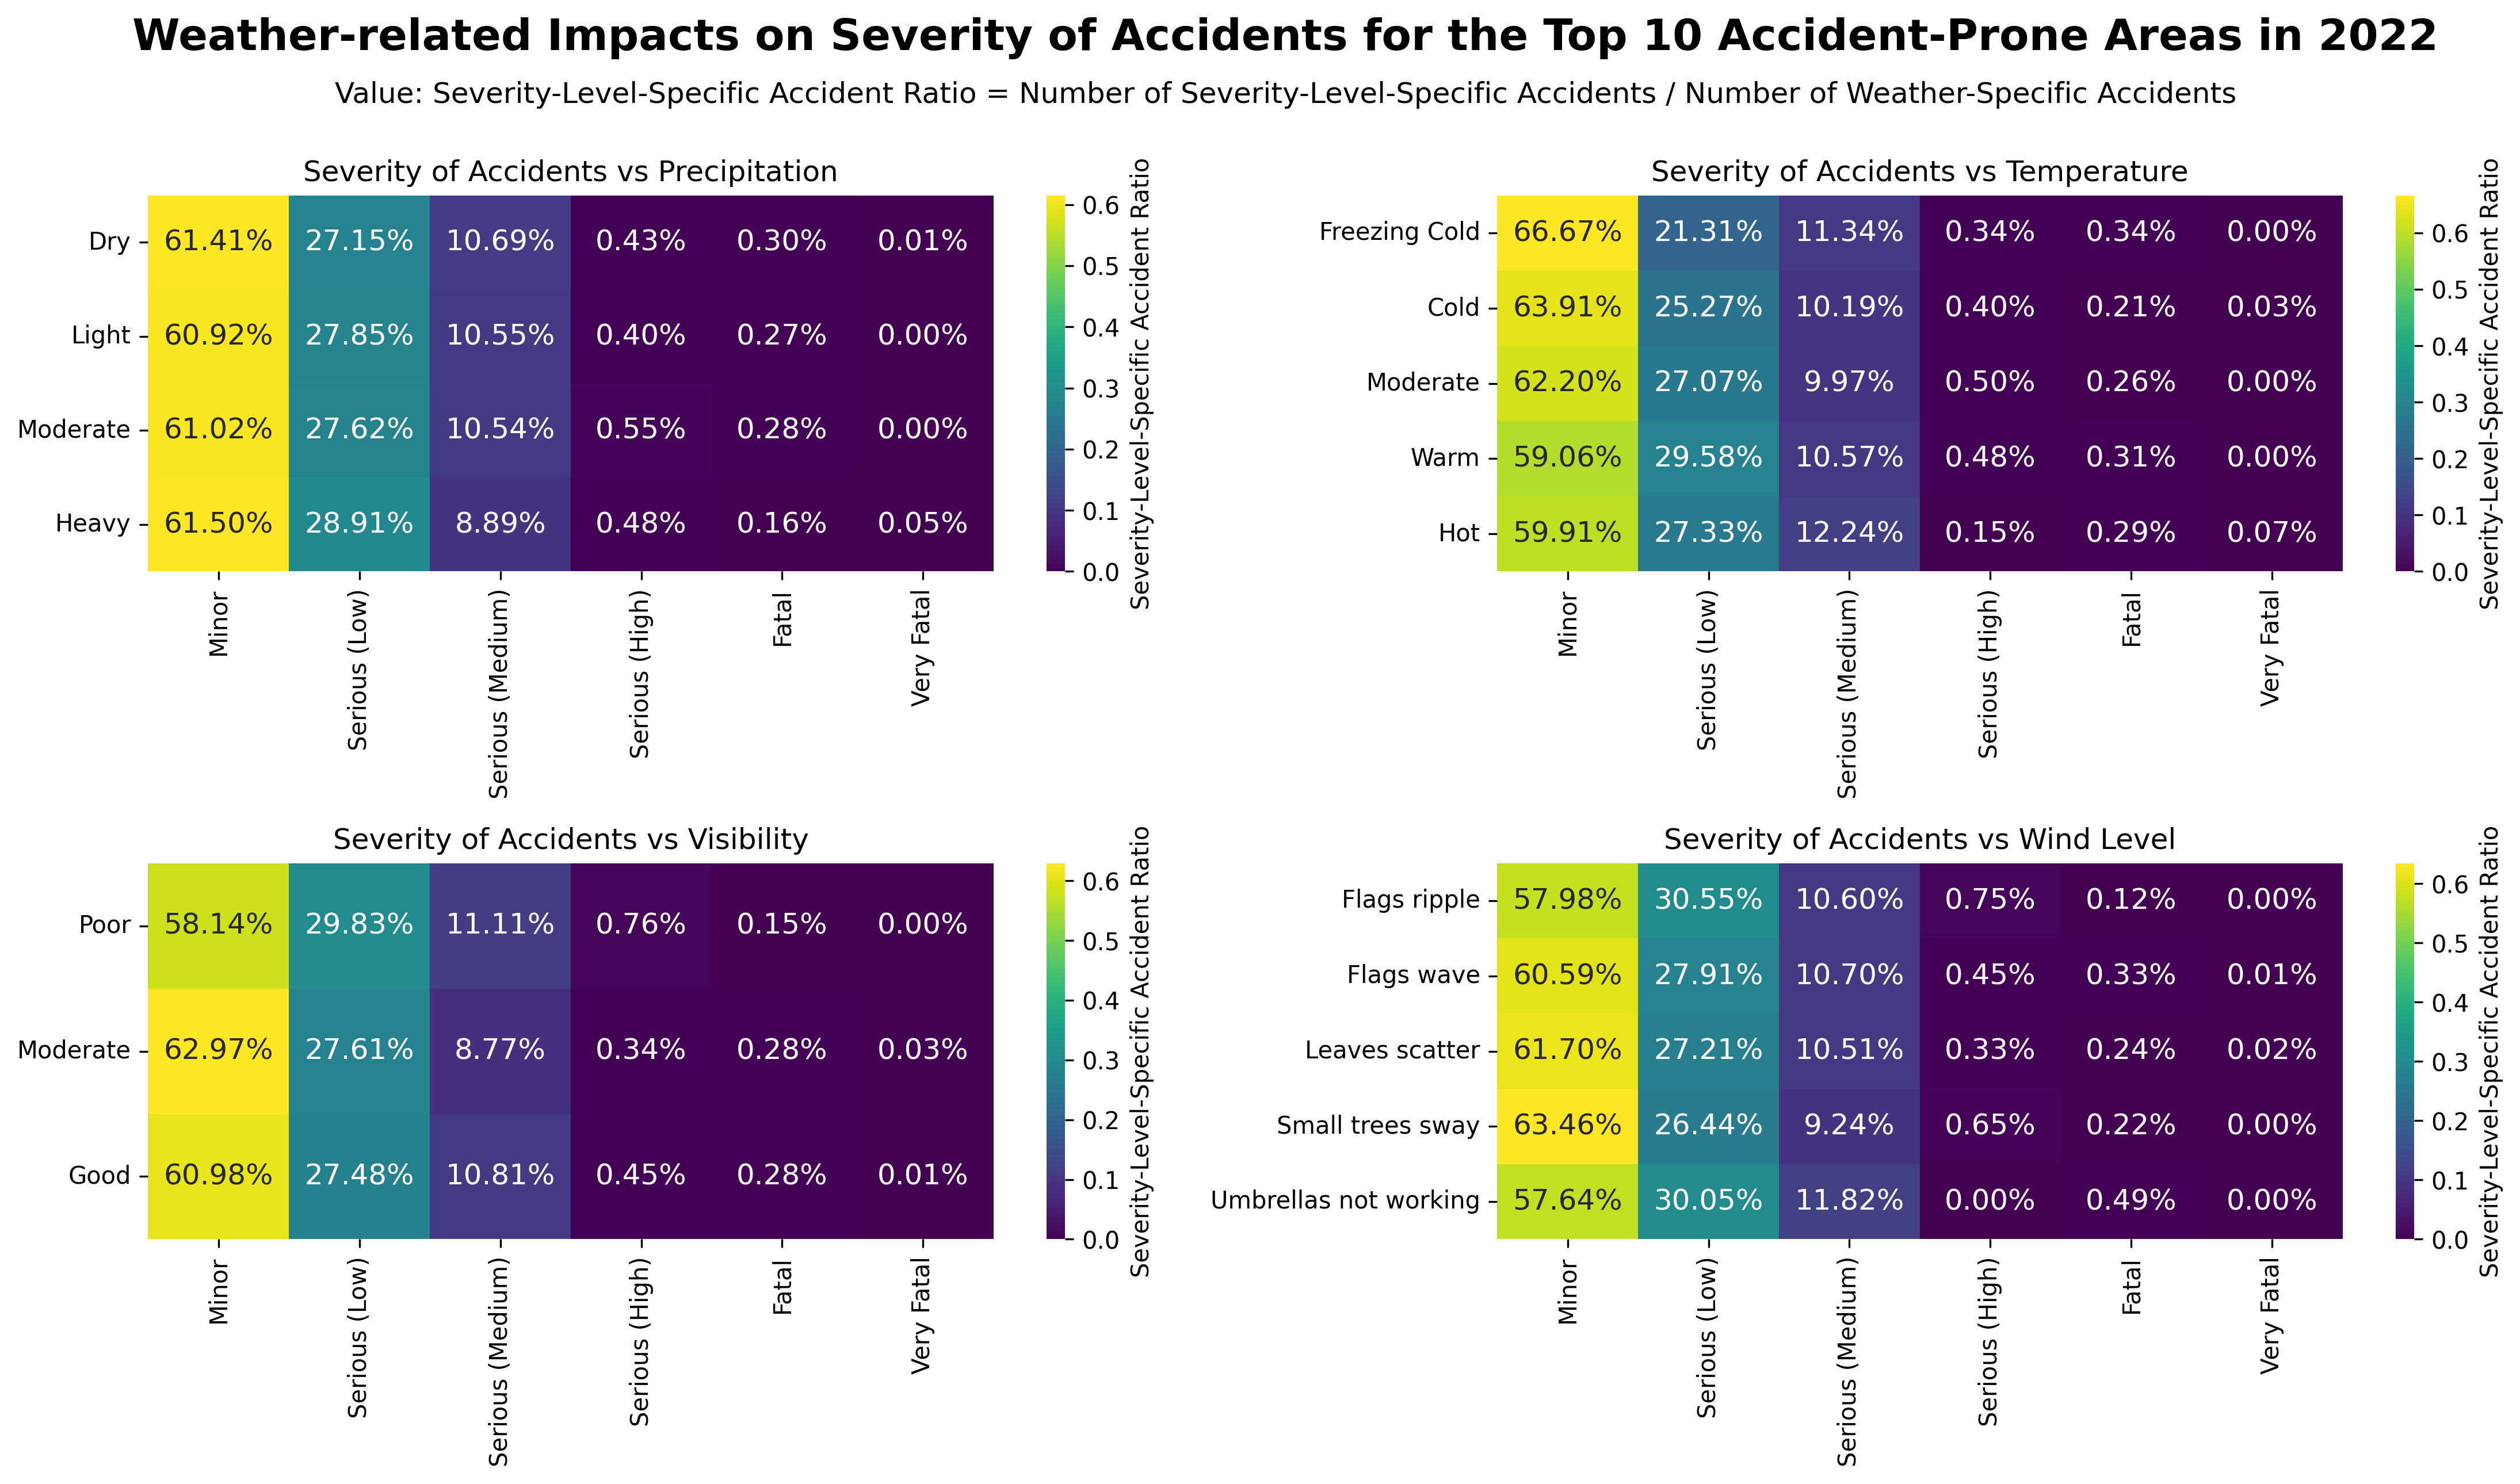 Weather-related Impacts on Severity of Accidents for the Top 10 Accident-Prone Areas in 2022
Value: Severity-Level-Specific Accident Ratio = Number of Severity-Level-Specific Accidents / Number of Weather-Specific Accidents
Severity of Accidents vs Precipitation
Dry 61.41% 27.15% 10.69% 0.43% 0.30% 0.01%
Light 60.92% 27.85% 10.55% 0.40% 0.27% 0.00%
Moderate 61.02% 27.62% 10.54% 0.55% 0.28% 0.00%
Heavy 61.50% 28.91% 8.89% 0.48% 0.16% 0.05%
Minor
Serious (Low)
Serious (Medium)
Serious (High)
Fatal
Very Fatal
0.6
0.5
0.4
0.3
0.2
0.1
0.0
Severity-Level-Specific Accident Ratio
Severity of Accidents vs Temperature
Freezing Cold 66.67% 21.31% 11.34% 0.34% 0.34% 0.00%
Cold 63.91% 25.27% 10.19% 0.40% 0.21% 0.03%
Moderate 62.20% 27.07% 9.97% 0.50% 0.26% 0.00%
Warm 59.06% 29.58% 10.57% 0.48% 0.31% 0.00%
Hot 59.91% 27.33% 12.24% 0.15% 0.29% 0.07%
Minor
Serious (Low)
Serious (Medium)
Serious (High)
Fatal
Very Fatal
0.6
0.5
0.4
0.3
0.2
0.1
0.0
Severity-Level-Specific Accident Ratio
Severity of Accidents vs Visibility
Poor 58.14% 29.83% 11.11% 0.76% 0.15% 0.00%
Moderate 62.97% 27.61% 8.77% 0.34% 0.28% 0.03%
Good 60.98% 27.48% 10.81% 0.45% 0.28% 0.01%
Minor
Serious (Low)
Serious (Medium)
Serious (High)
Fatal
Very Fatal
0.6
0.5
0.4
0.3
0.2
0.1
0.0
Severity-Level-Specific Accident Ratio
Severity of Accidents vs Wind Level
Flags ripple 57.98% 30.55% 10.60% 0.75% 0.12% 0.00%
Flags wave 60.59% 27.91% 10.70% 0.45% 0.33% 0.01%
Leaves scatter 61.70% 27.21% 10.51% 0.33% 0.24% 0.02%
Small trees sway 63.46% 26.44% 9.24% 0.65% 0.22% 0.00%
Umbrellas not working 57.64% 30.05% 11.82% 0.00% 0.49% 0.00%
Minor
Serious (Low)
Serious (Medium)
Serious (High)
Fatal
Very Fatal
0.6
0.5
0.4
0.3
0.2
0.1
0.0
Severity-Level-Specific Accident Ratio